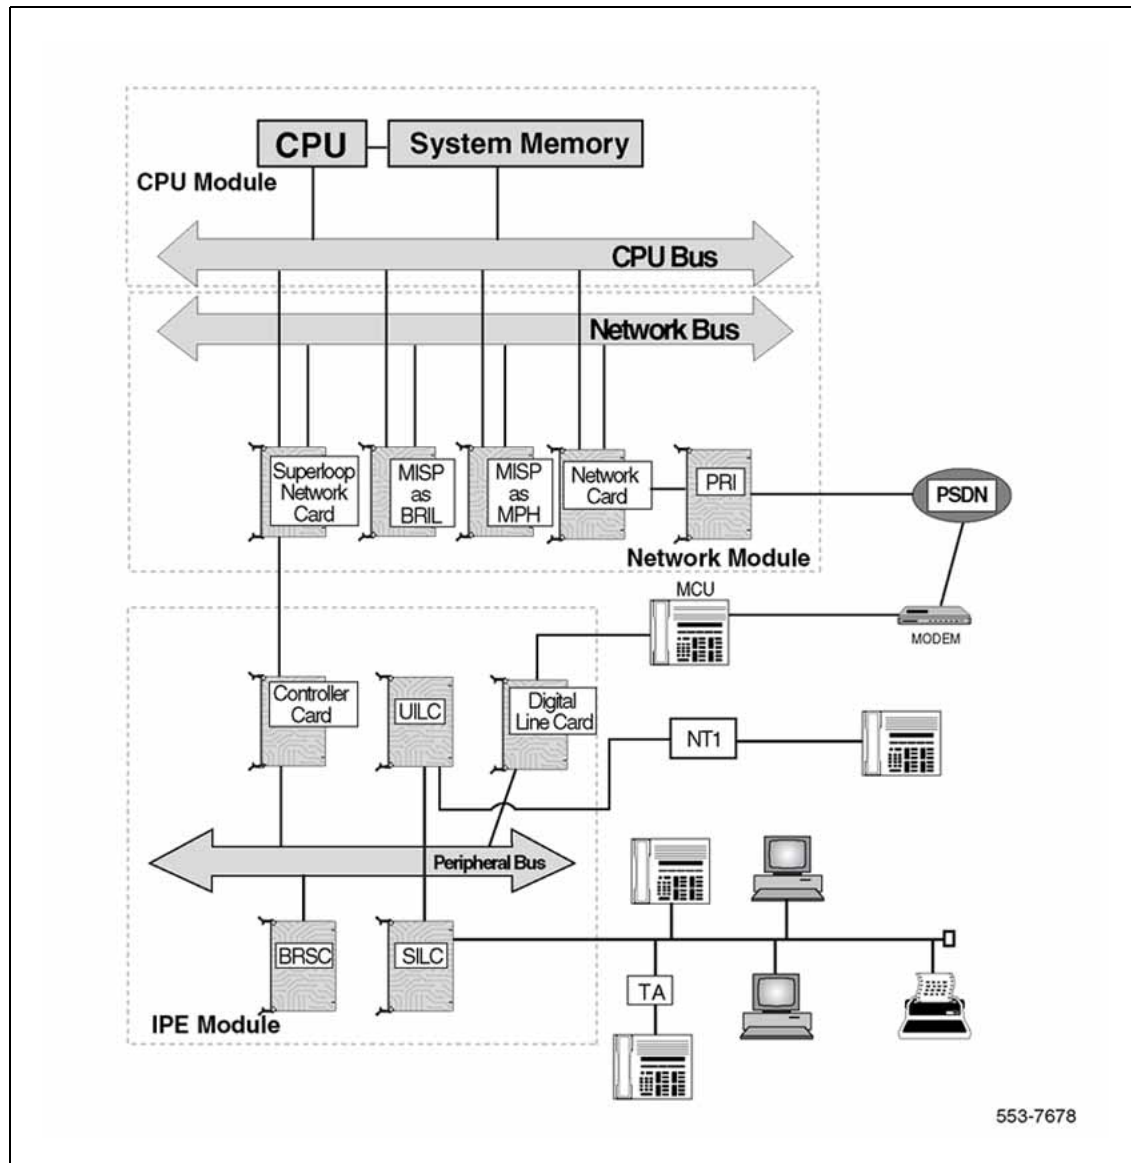 CPU
System Memory
CPU Module
CPU Bus
Network Bus
Superloop
Network
Card
MISP
as
BRIL
MISP
as
MPH
Network
Card
PRI
PSDN
Network Module
MCU
MODEM
Controller
Card
UILC
Digital
Line Card
NT1
Peripheral Bus
BRSC
SILC
TA
IPE Module
553-7678